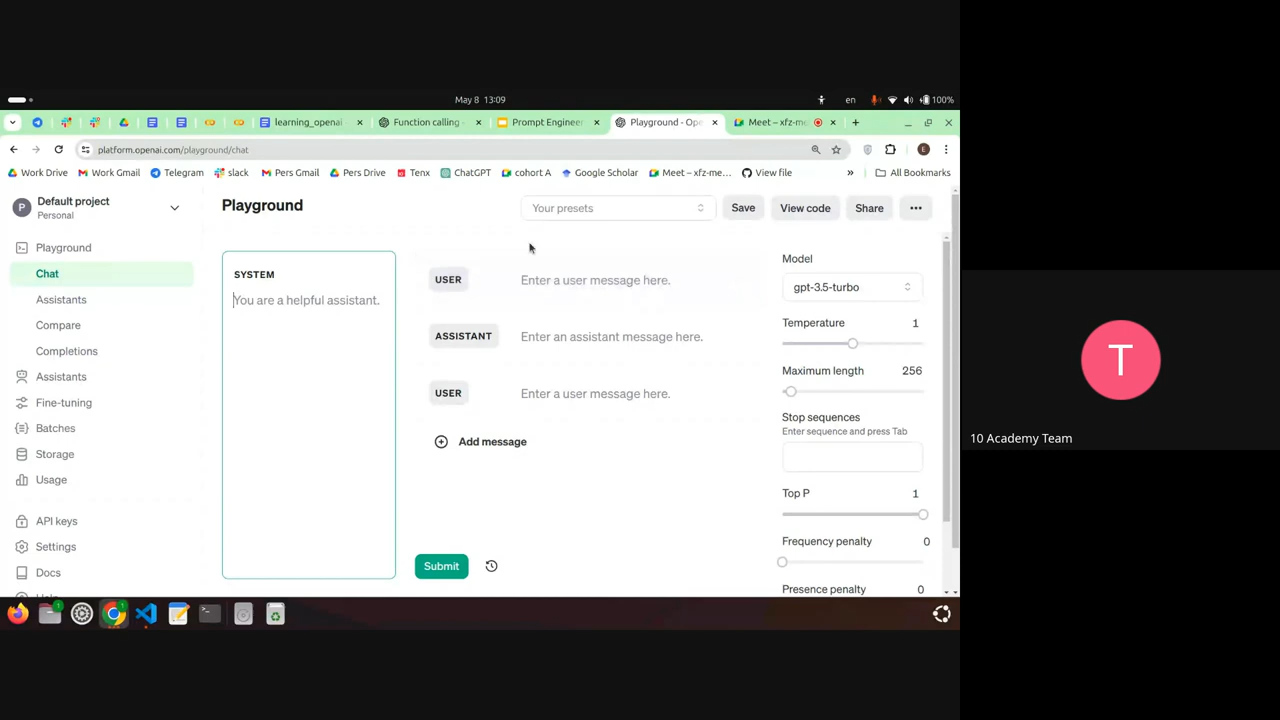 May 8 13:09
en
100%
learning_openai
Function calling -
Prompt Engineer
Playground - Ope
Meet – xfz-me
platform.openai.com/playground/chat
E
Work Drive
Work Gmail
Telegram
slack
Pers Gmail
Pers Drive
Tenx
ChatGPT
cohort A
Google Scholar
Meet – xfz-me...
View file
»
All Bookmarks
P
Default project
Personal
Playground
Chat
Assistants
Compare
Completions
Assistants
Fine-tuning
Batches
Storage
Usage
API keys
Settings
Docs
Playground
Your presets
Save
View code
Share
SYSTEM
You are a helpful assistant.
USER
Enter a user message here.
ASSISTANT
Enter an assistant message here.
USER
Enter a user message here.
Add message
Submit
Model
gpt-3.5-turbo
Temperature 1
Maximum length 256
Stop sequences
Enter sequence and press Tab
Top P 1
Frequency penalty 0
Presence penalty 0
T
10 Academy Team